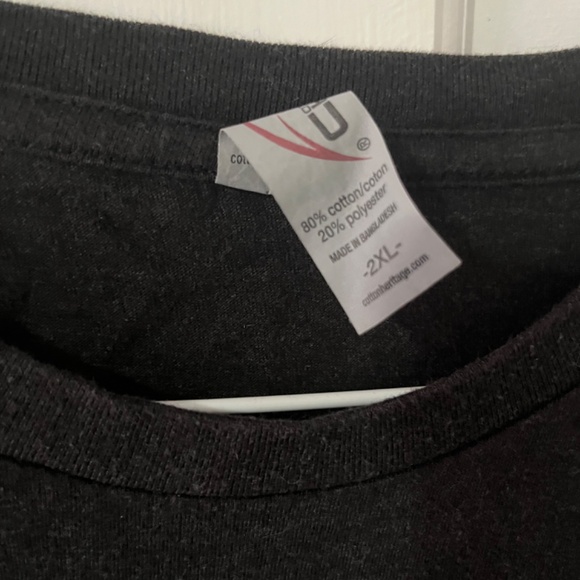 80% cotton/coton
20% polyester
MADE IN BANGLADESH
-2XL-
cottonheritage.com